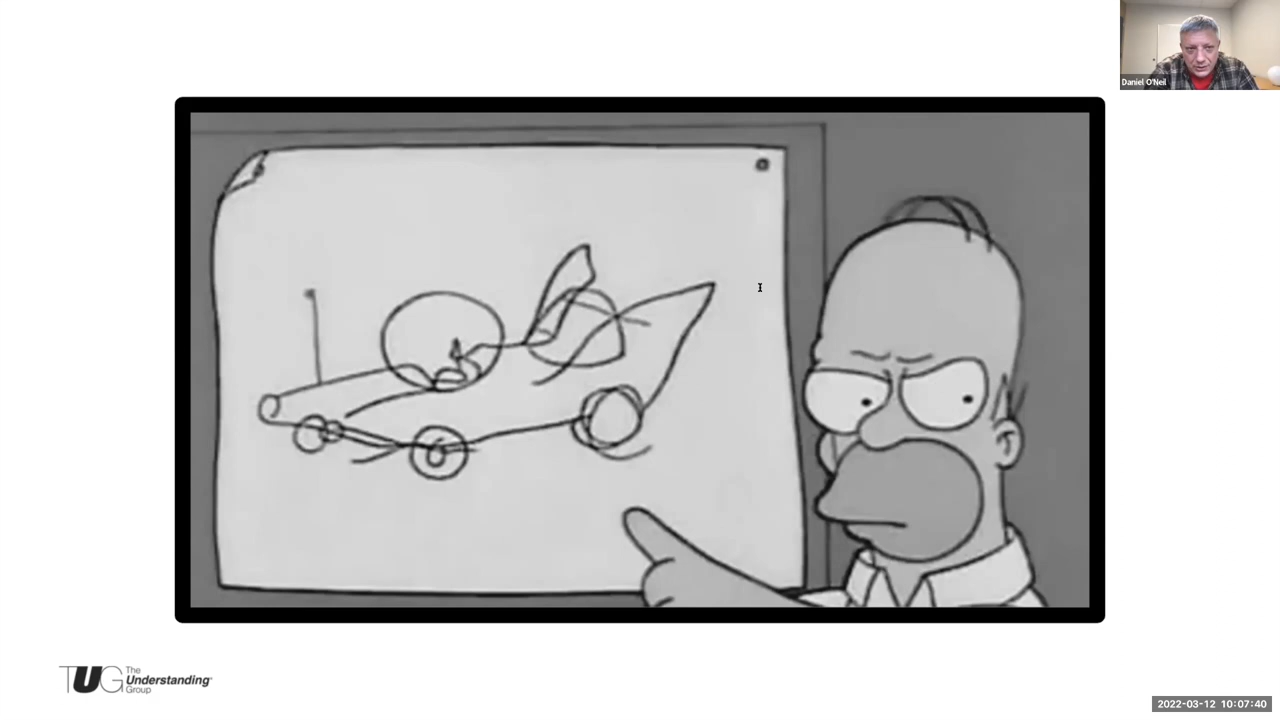 Daniel O'Neil
TUG The
Understanding
Group
2022-03-12 10:07:40